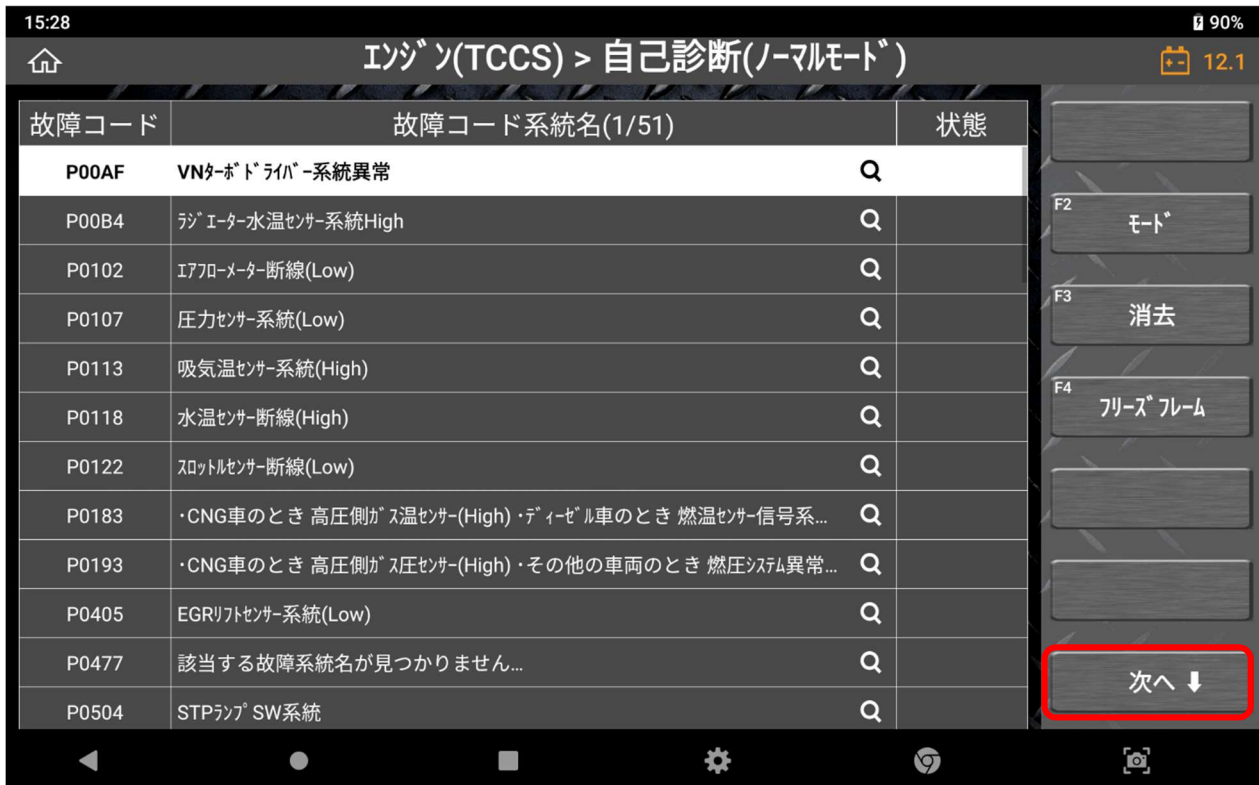 15:28 90%
ｴﾝｼﾞﾝ(TCCS) > 自己診断(ﾉｰﾏﾙﾓｰﾄﾞ)
12.1
故障コード 故障コード系統名(1/51) 状態
P00AF VNﾀｰﾎﾞﾄﾞﾗｲﾊﾞｰ系統異常
P00B4 ﾗｼﾞｴｰﾀｰ水温ｾﾝｻｰ系統High
P0102 ｴｱﾌﾛｰﾒｰﾀｰ断線(Low)
P0107 圧力ｾﾝｻｰ系統(Low)
P0113 吸気温ｾﾝｻｰ系統(High)
P0118 水温ｾﾝｻｰ断線(High)
P0122 ｽﾛｯﾄﾙｾﾝｻｰ断線(Low)
P0183 ･CNG車のとき 高圧側ｶﾞｽ温ｾﾝｻｰ(High) ･ﾃﾞｨｰｾﾞﾙ車のとき 燃温ｾﾝｻｰ信号系...
P0193 ･CNG車のとき 高圧側ｶﾞｽ圧ｾﾝｻｰ(High) ･その他の車両のとき 燃圧ｼｽﾃﾑ異常...
P0405 EGRﾘﾌﾄｾﾝｻｰ系統(Low)
P0477 該当する故障系統名が見つかりません...
P0504 STPﾗﾝﾌﾟSW系統
F2 ﾓｰﾄﾞ
F3 消去
F4 ﾌﾘｰｽﾞﾌﾚｰﾑ
次へ ⬇